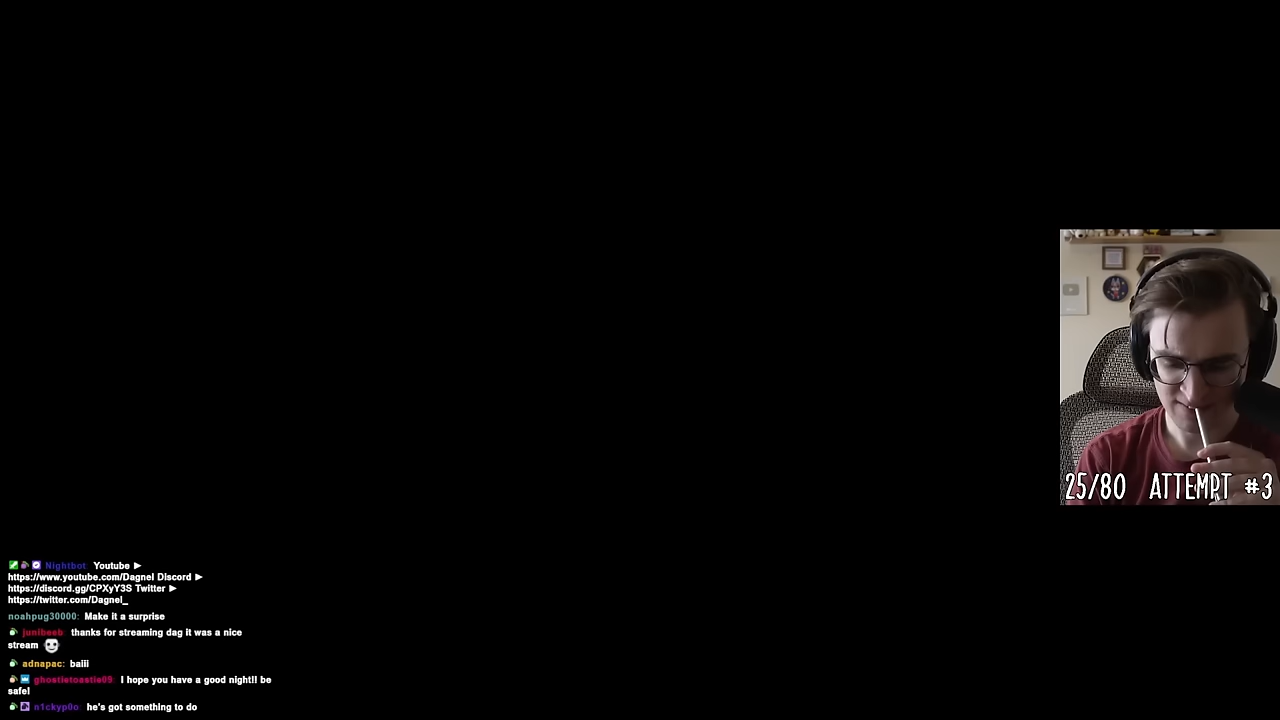 25/80 ATTEMPT #3
Nightbot Youtube ▶
https://www.youtube.com/Dagnel Discord ▶
https://discord.gg/CPXyY3S Twitter ▶
https://twitter.com/Dagnel_
noahpug30000: Make it a surprise
junibeeb: thanks for streaming dag it was a nice
stream
adnapac: baiii
ghostietoastie09: I hope you have a good night!! be
safe!
n1ckyp0o: he's got something to do